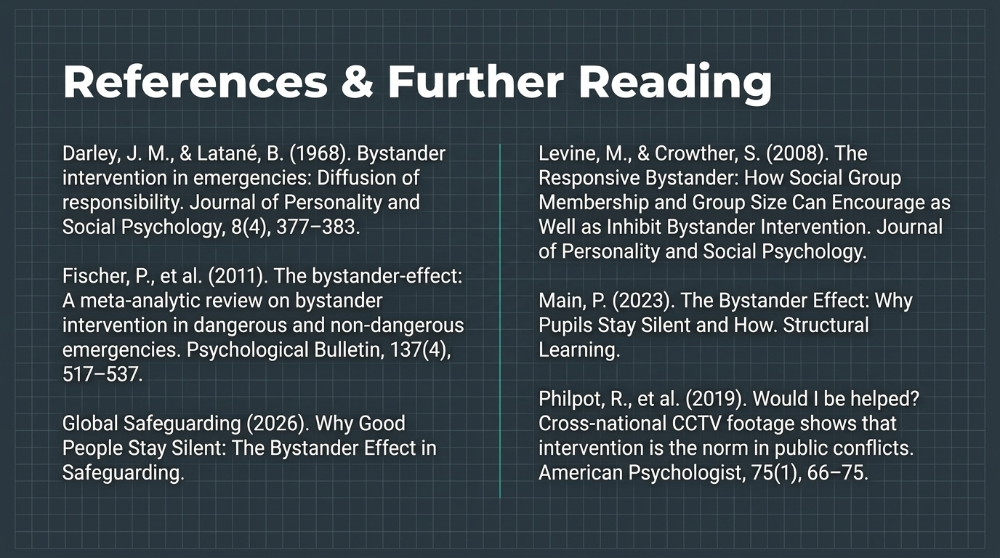 References & Further Reading
Darley, J. M., & Latané, B. (1968). Bystander
intervention in emergencies: Diffusion of
responsibility. Journal of Personality and
Social Psychology, 8(4), 377–383.
Fischer, P., et al. (2011). The bystander-effect:
A meta-analytic review on bystander
intervention in dangerous and non-dangerous
emergencies. Psychological Bulletin, 137(4),
517–537.
Global Safeguarding (2026). Why Good
People Stay Silent: The Bystander Effect in
Safeguarding.
Levine, M., & Crowther, S. (2008). The
Responsive Bystander: How Social Group
Membership and Group Size Can Encourage as
Well as Inhibit Bystander Intervention. Journal
of Personality and Social Psychology.
Main, P. (2023). The Bystander Effect: Why
Pupils Stay Silent and How. Structural
Learning.
Philpot, R., et al. (2019). Would I be helped?
Cross-national CCTV footage shows that
intervention is the norm in public conflicts.
American Psychologist, 75(1), 66–75.